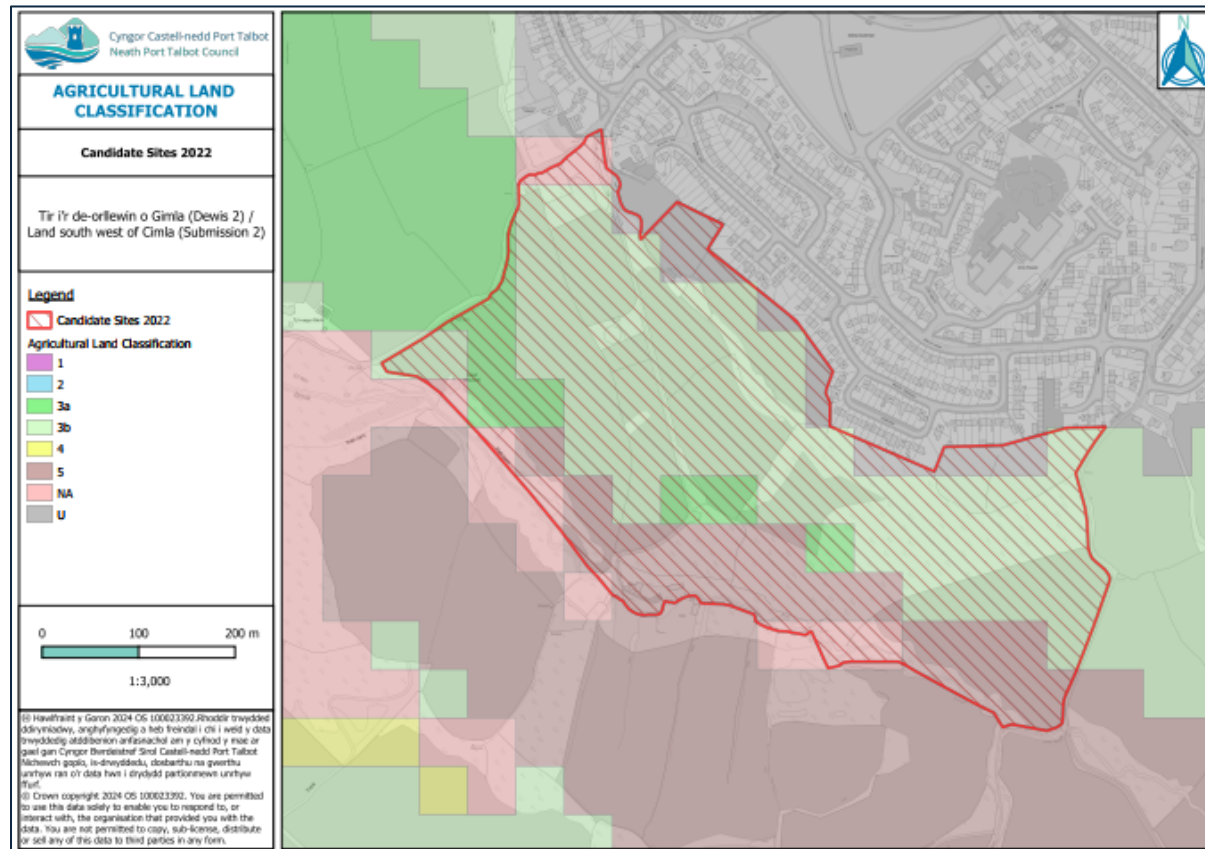 Cyngor Castell-nedd Port Talbot
Neath Port Talbot Council
N
AGRICULTURAL LAND
CLASSIFICATION
Candidate Sites 2022
Tir i'r de-orllewin o Gimla (Dewis 2) /
Land south west of Cimla (Submission 2)
Legend
Candidate Sites 2022
Agricultural Land Classification
1
2
3a
3b
4
5
NA
U
0 100 200 m
1:3,000
© Hawlfraint y Goron 2024 OS 100023392. Rhoddir trwydded
ddirymiadwy, anghyfyngedig a heb freindal i chi i weld y data
trwyddedig at ddibenion anfasnachol am y cyfnod y mae ar
gael gan Cyngor Bwrdeistref Sirol Castell-nedd Port Talbot
Ni chewch gopïo, is-drwyddedu, dosbarthu na gwerthu
unrhyw ran o'r data hwn i drydydd partïon mewn unrhyw
ffurf.
© Crown copyright 2024 OS 100023392. You are permitted
to use this data solely to enable you to respond to, or
interact with, the organisation that provided you with the
data. You are not permitted to copy, sub-license, distribute
or sell any of this data to third parties in any form.